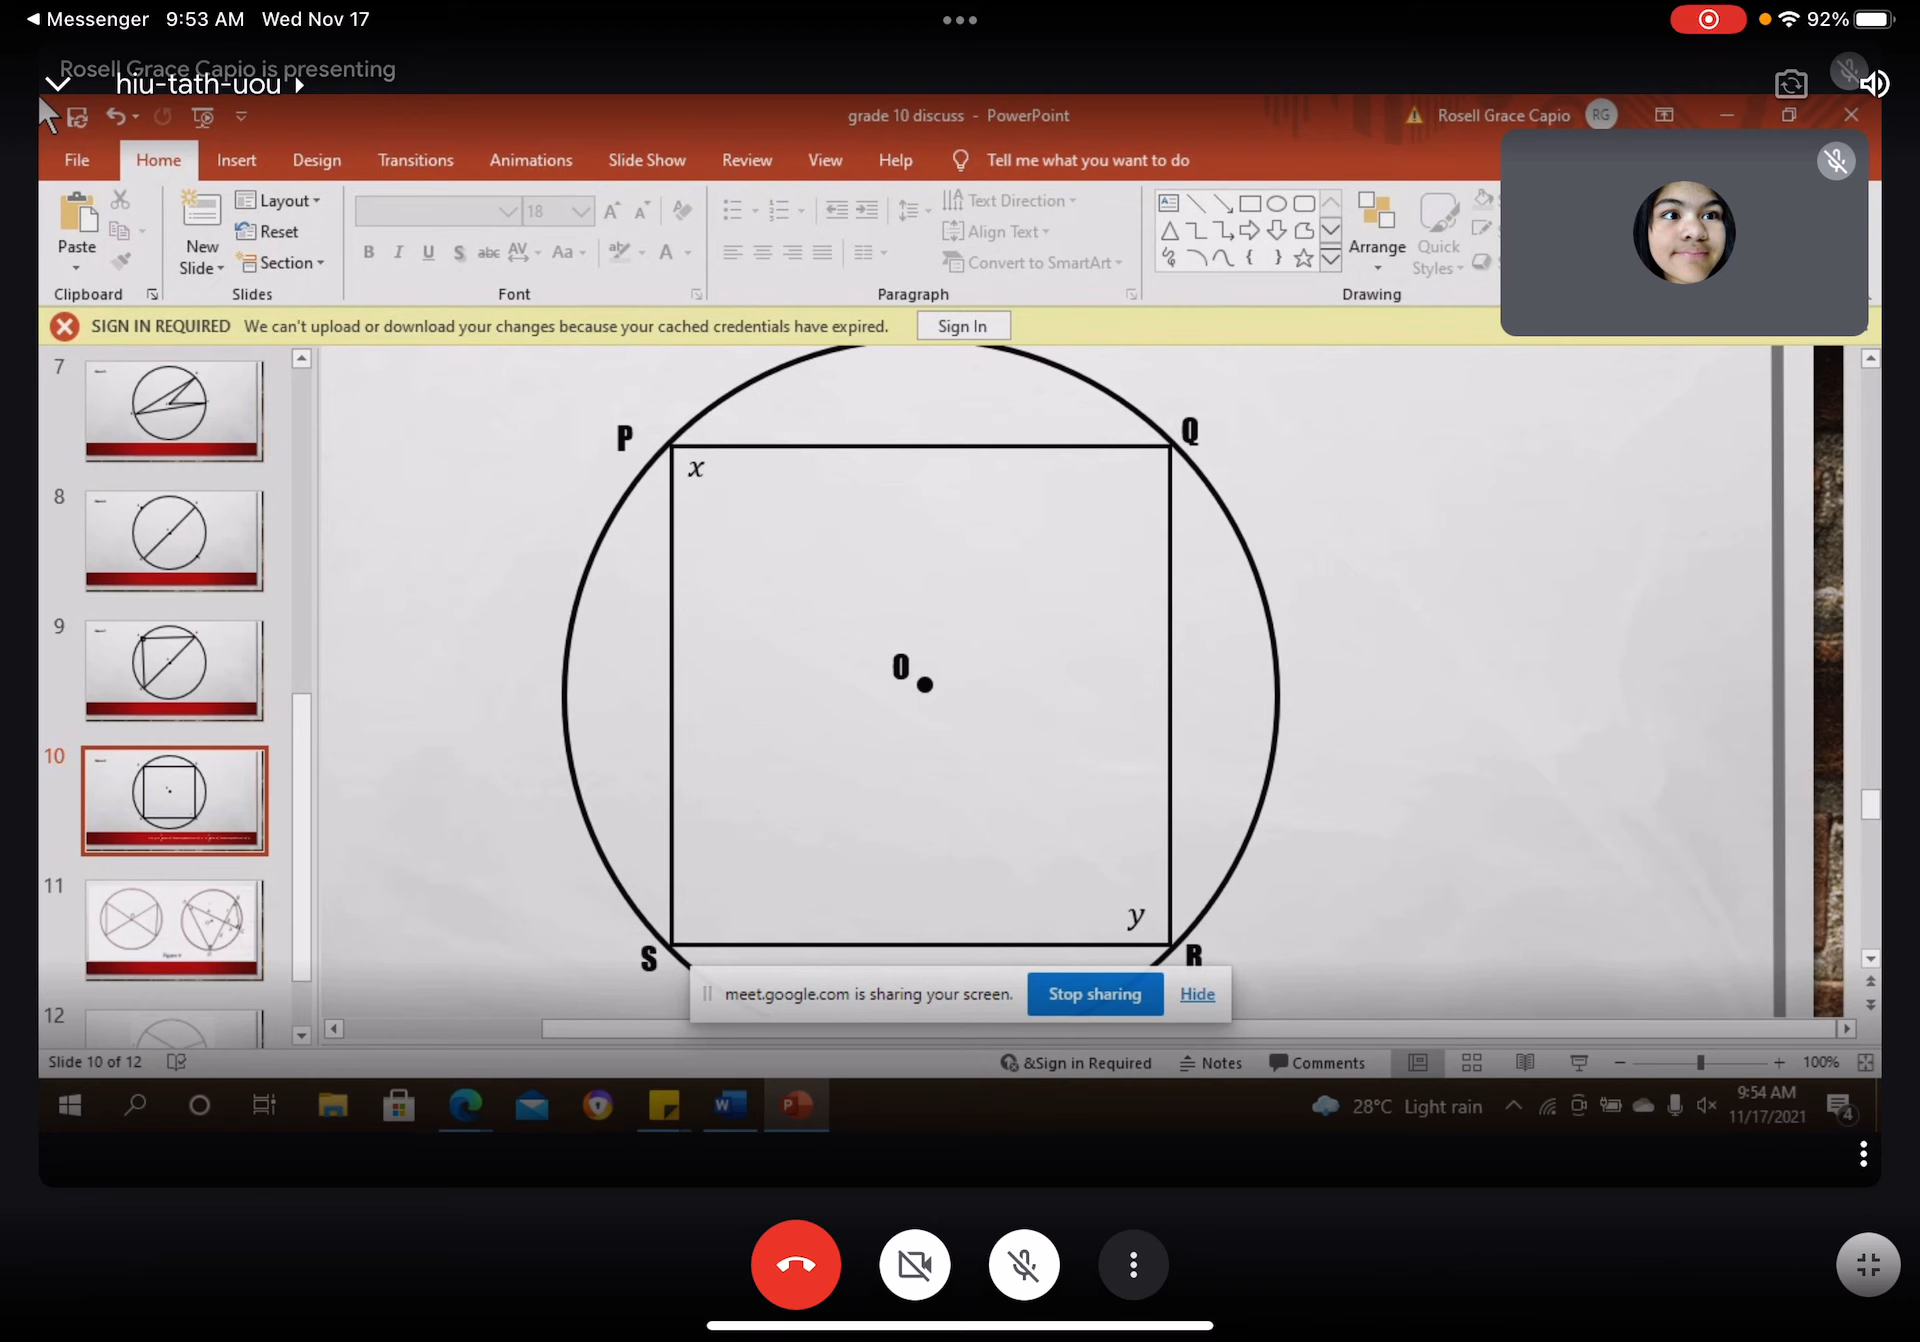 Messenger 9:53 AM Wed Nov 17
92%
Rosell Grace Capio is presenting
hiu-tath-uou
grade 10 discuss - PowerPoint
Rosell Grace Capio RG
File Home Insert Design Transitions Animations Slide Show Review View Help Tell me what you want to do
Paste
Clipboard
New
Slide
Layout
Reset
Section
Slides
18
B I U S abc AV Aa
A
Font
Text Direction
Align Text
Convert to SmartArt
Paragraph
Arrange
Quick
Styles
Drawing
SIGN IN REQUIRED We can't upload or download your changes because your cached credentials have expired. Sign In
7
8
9
10
11
12
P
Q
x
O
y
S
R
meet.google.com is sharing your screen. Stop sharing Hide
Slide 10 of 12
&Sign in Required Notes Comments
100%
28°C Light rain
9:54 AM
11/17/2021
4